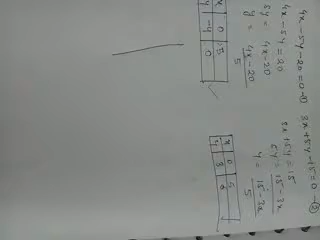 4x - 5y - 20 = 0 -①
4x - 5y = 20
5y = 4x - 20
y = 4x - 20
5
x 0 5
y -4 0
3x + 5y - 15 = 0 -②
3x + 5y = 15
5y = 15 - 3x
y = 15 - 3x
5
x 0
y 3 0